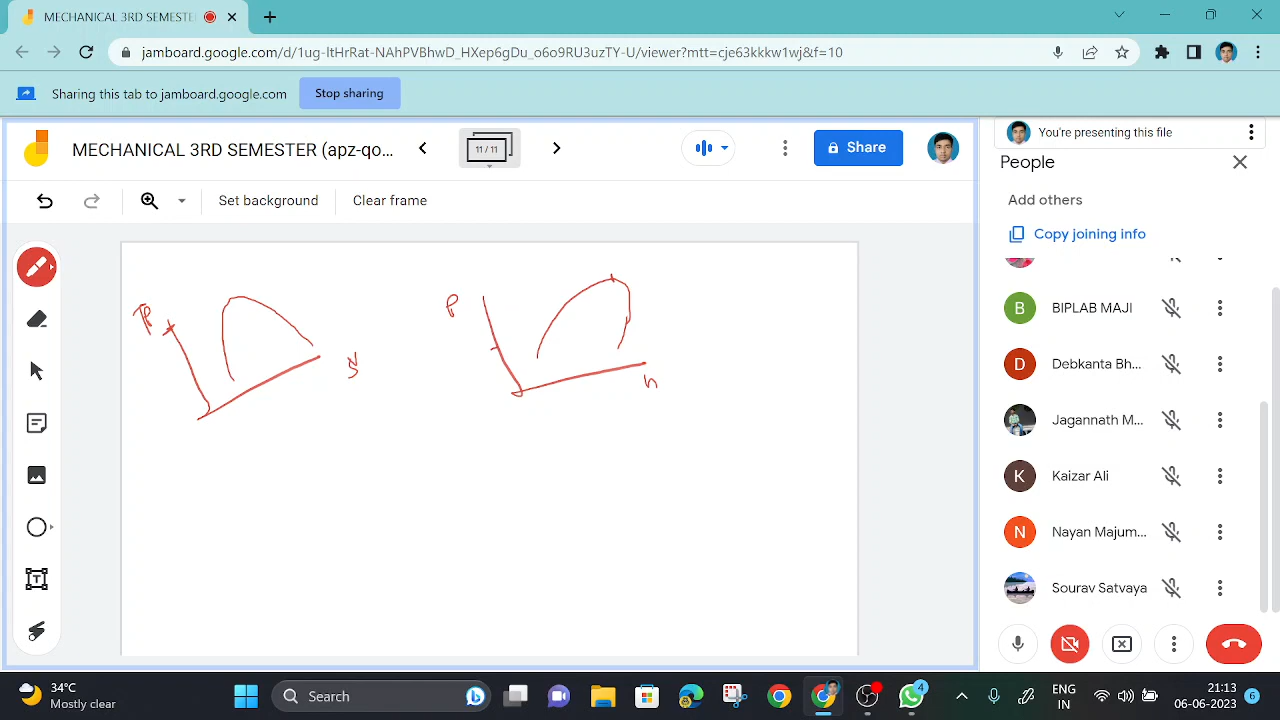 MECHANICAL 3RD SEMESTE
jamboard.google.com/d/1ug-ltHrRat-NAhPVBhwD_HXep6gDu_o6o9RU3uzTY-U/viewer?mtt=cje63kkkw1wj&f=10
Sharing this tab to jamboard.google.com
Stop sharing
MECHANICAL 3RD SEMESTER (apz-qo...
11 / 11
Share
You're presenting this file
People
Set background
Clear frame
Add others
Copy joining info
B BIPLAB MAJI
D Debkanta Bh...
Jagannath M...
K Kaizar Ali
N Nayan Majum...
Sourav Satvaya
P
h
34°C
Mostly clear
Search
4
ENG
IN
21:13
06-06-2023
6